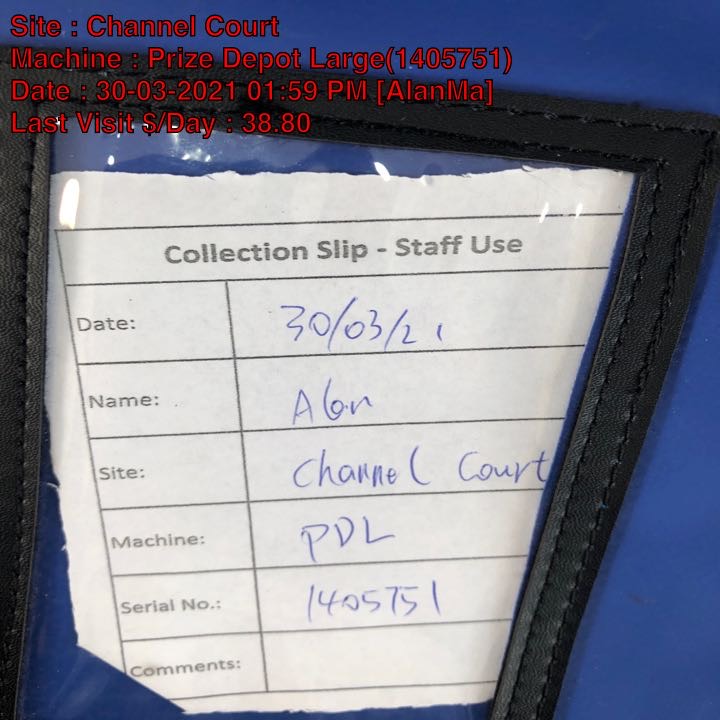 Site : Channel Court
Machine : Prize Depot Large(1405751)
Date : 30-03-2021 01:59 PM [AlanMa]
Last Visit $/Day : 38.80
Collection Slip - Staff Use
Date: 30/03/21
Name: Alan
Site: Channel Court
Machine: PDL
Serial No.: 1405751
Comments: